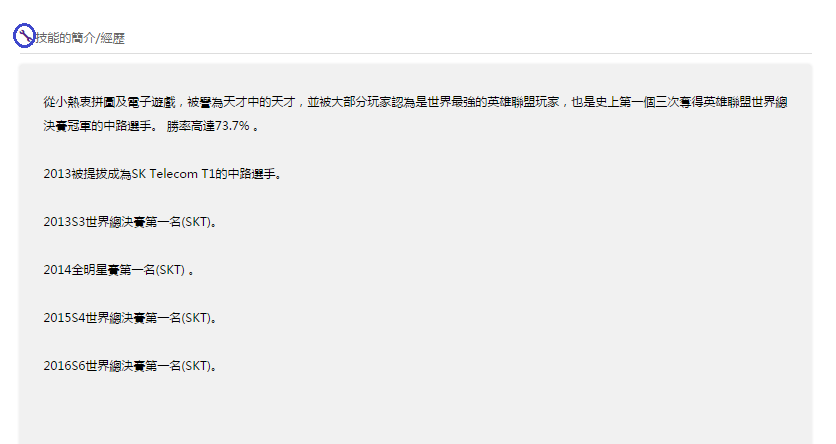 技能的簡介/經歷
從小熱衷拼圖及電子遊戲，被譽為天才中的天才，並被大部分玩家認為是世界最強的英雄聯盟玩家，也是史上第一個三次奪得英雄聯盟世界總
決賽冠軍的中路選手。 勝率高達73.7% 。
2013被提拔成為SK Telecom T1的中路選手。
2013S3世界總決賽第一名(SKT)。
2014全明星賽第一名(SKT) 。
2015S4世界總決賽第一名(SKT)。
2016S6世界總決賽第一名(SKT)。